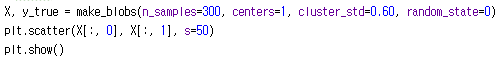 X, y_true = make_blobs(n_samples=300, centers=1, cluster_std=0.60, random_state=0)
plt.scatter(X[:, 0], X[:, 1], s=50)
plt.show()